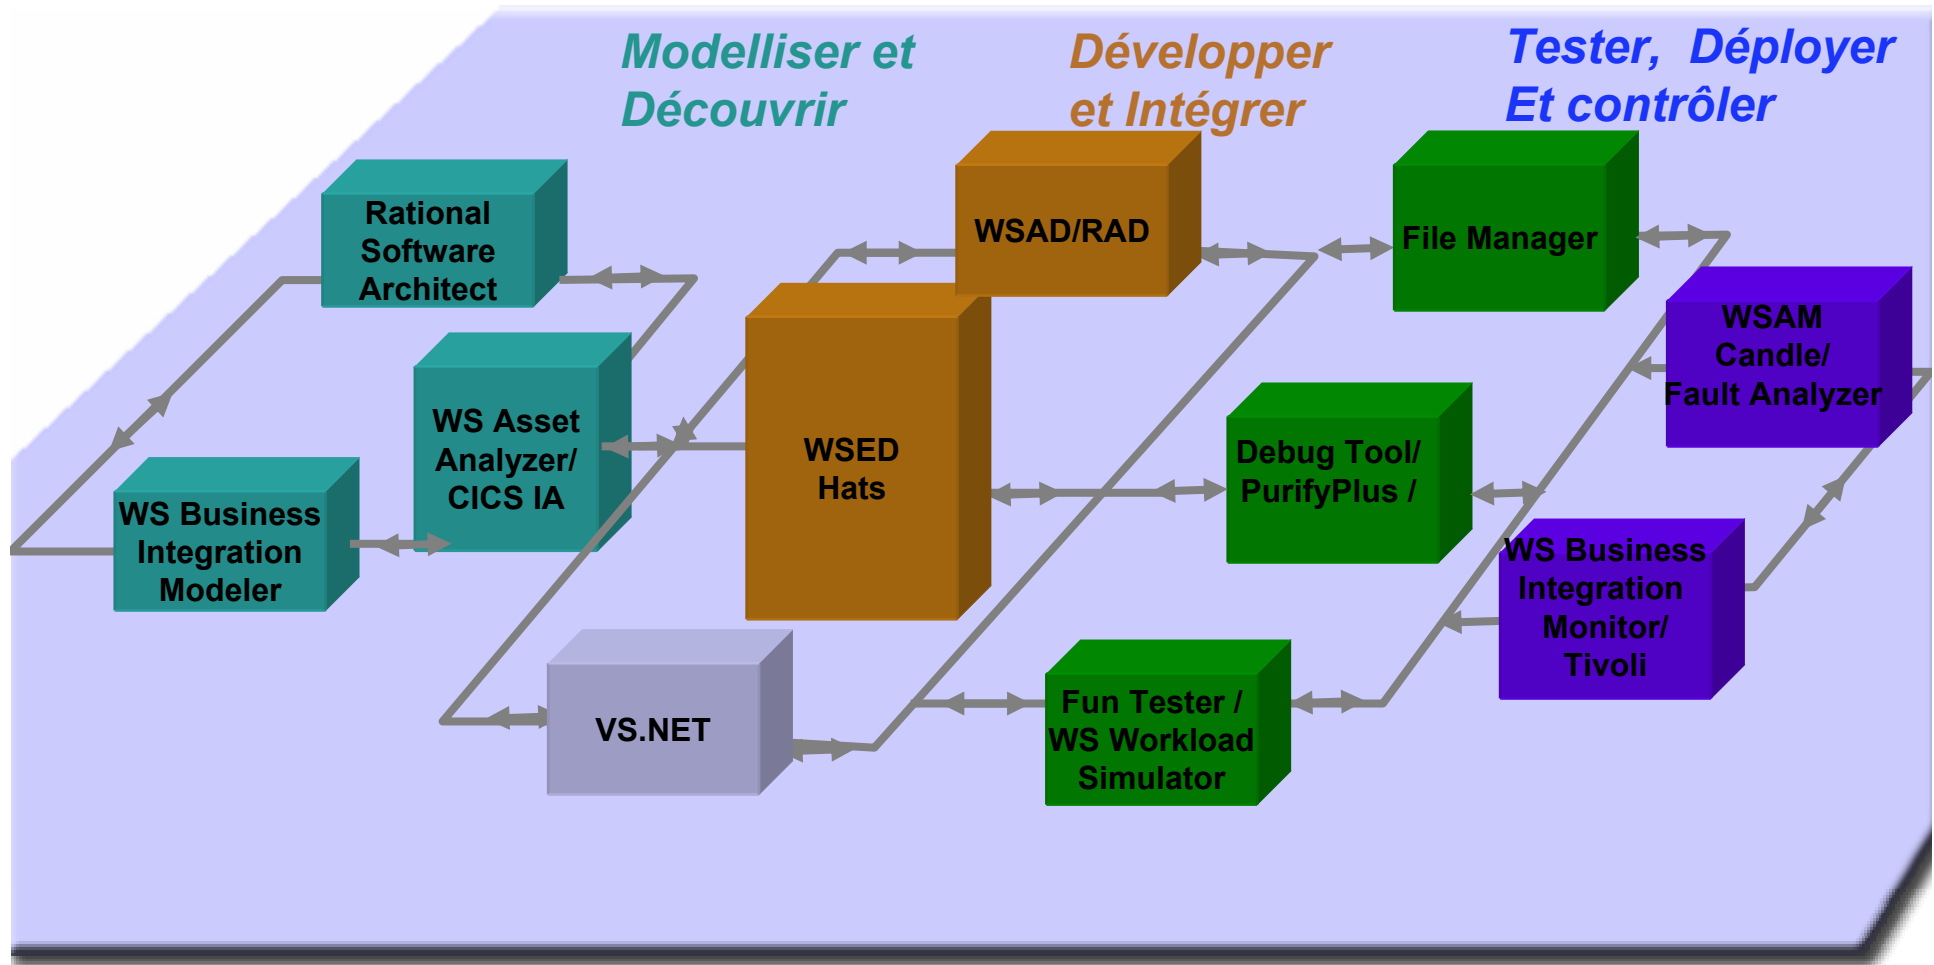 Modelliser et
Découvrir
Développer
et Intégrer
Tester, Déployer
Et contrôler
Rational
Software
Architect
WSAD/RAD
File Manager
WSAM
Candle/
Fault Analyzer
WS Asset
Analyzer/
CICS IA
WSED
Hats
Debug Tool/
PurifyPlus /
WS Business
Integration
Modeler
WS Business
Integration
Monitor/
Tivoli
VS.NET
Fun Tester /
WS Workload
Simulator